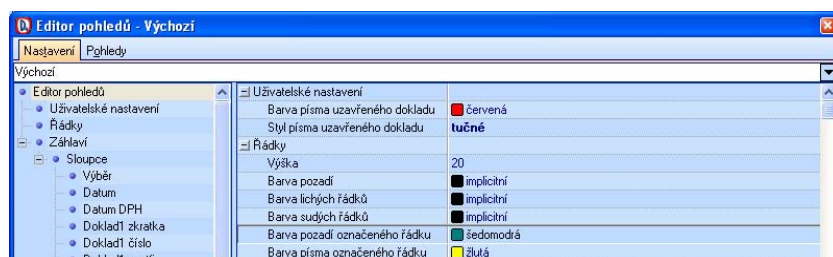 Editor pohledů - Výchozí
Nastavení Pohledy
Výchozí
Editor pohledů
Uživatelské nastavení
Řádky
Záhlaví
Sloupce
Výběr
Datum
Datum DPH
Doklad1 zkratka
Doklad1 číslo
Uživatelské nastavení
Barva písma uzavřeného dokladu červená
Styl písma uzavřeného dokladu tučné
Řádky
Výška 20
Barva pozadí implicitní
Barva lichých řádků implicitní
Barva sudých řádků implicitní
Barva pozadí označeného řádku šedomodrá
Barva písma označeného řádku žlutá